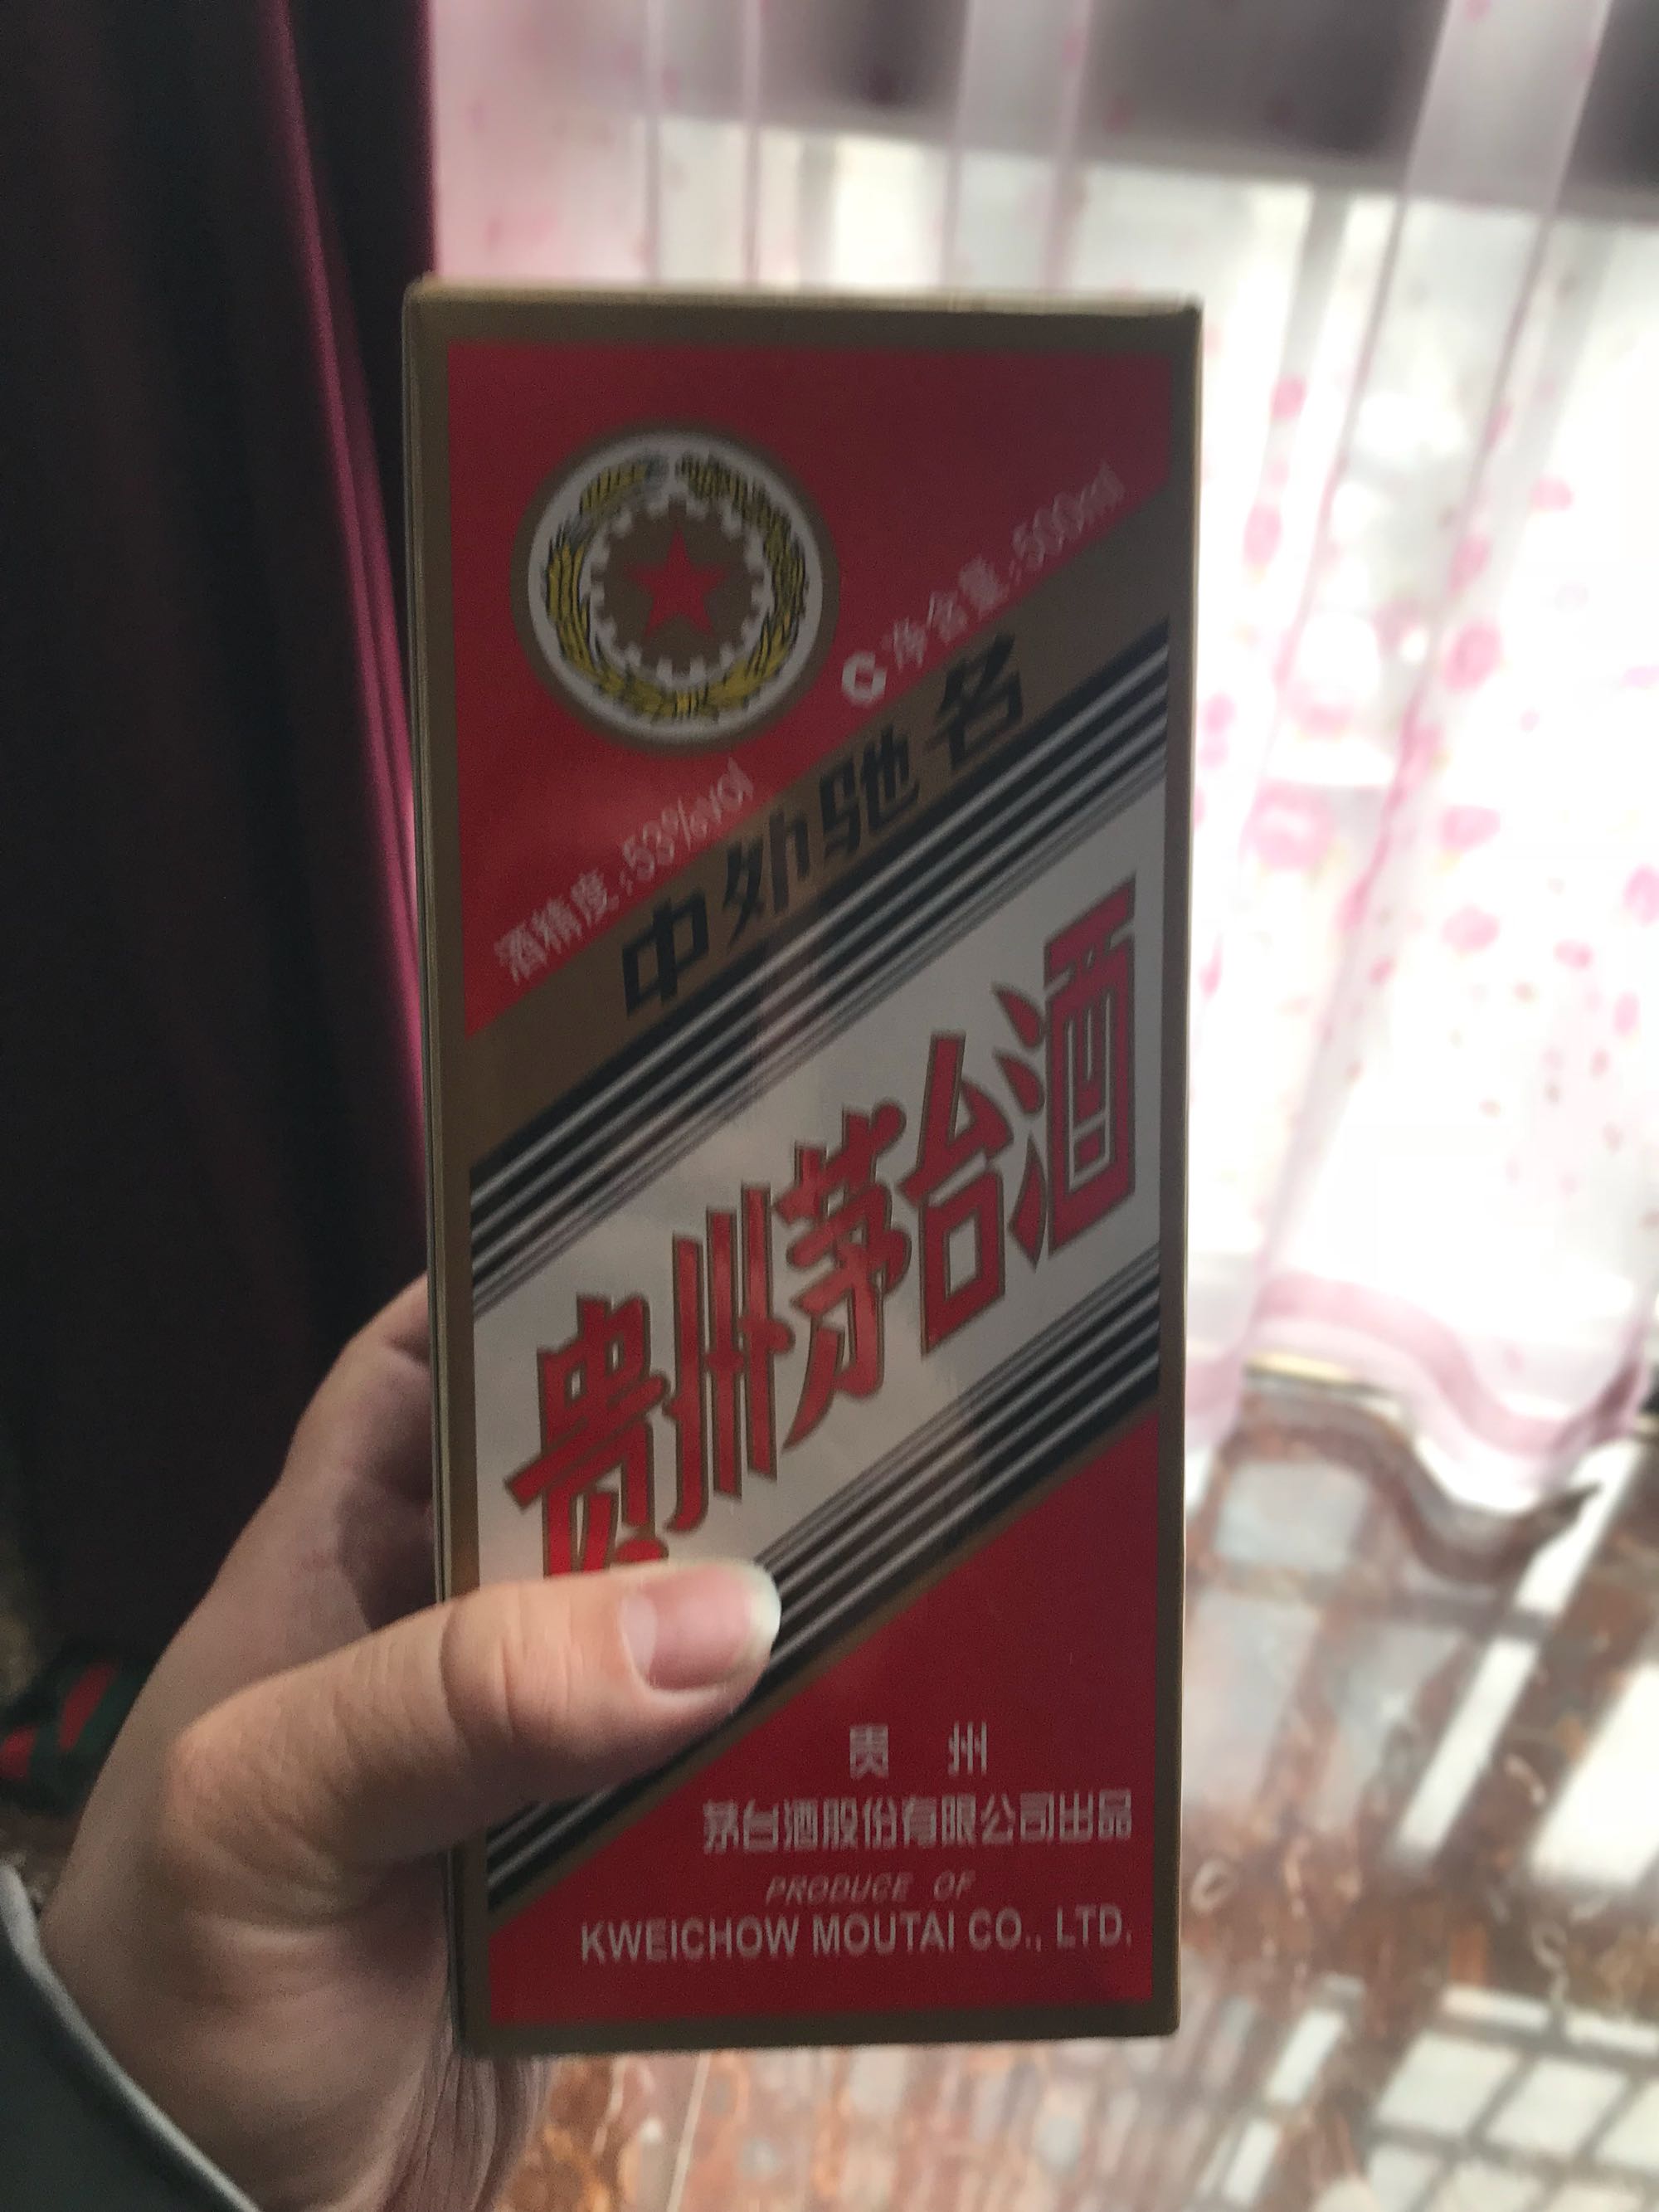 净含量:500ml
酒精度:53%vol
中外驰名
贵州茅台酒
贵 州
茅台酒股份有限公司出品
PRODUCE OF
KWEICHOW MOUTAI CO., LTD.